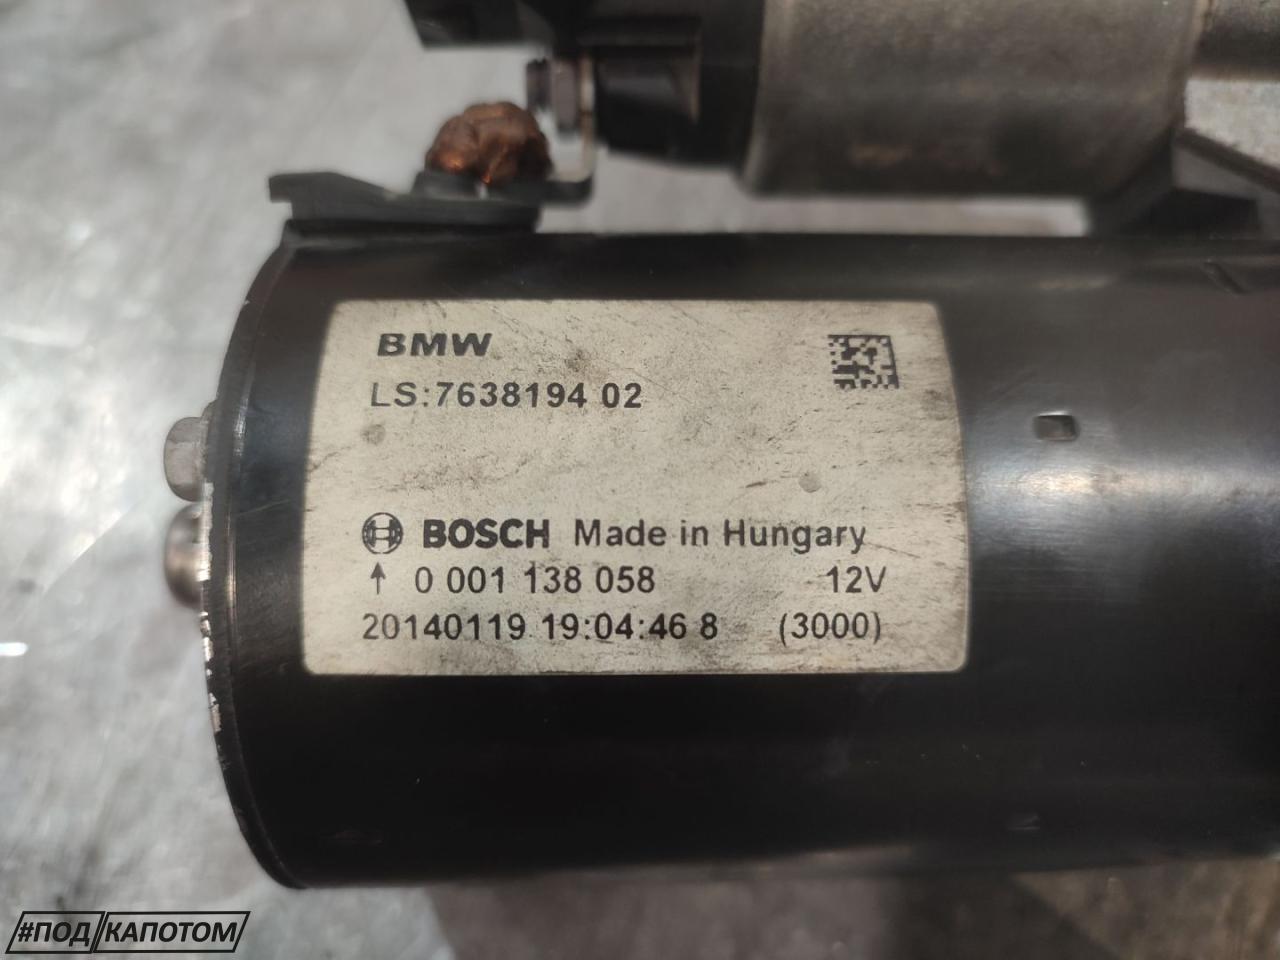 BMW
LS:7638194 02
BOSCH Made in Hungary
↑ 0 001 138 058 12V
20140119 19:04:46 8 (3000)
#ПОД КАПОТОМ